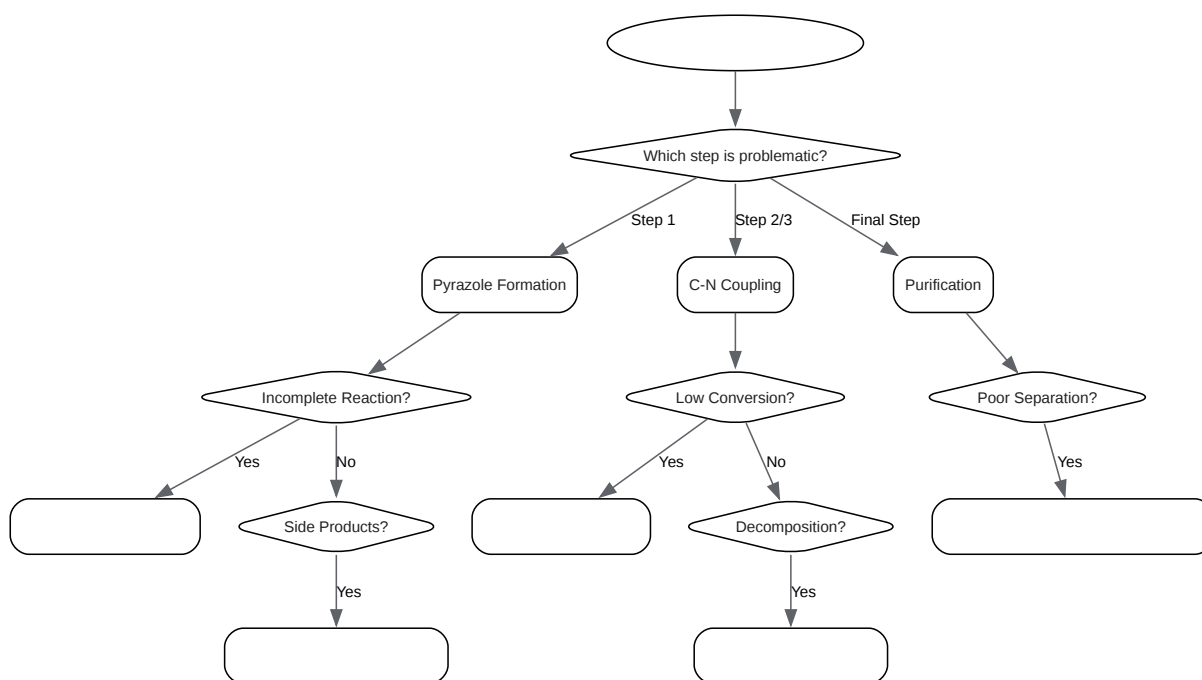 Which step is problematic?
Step 1
Step 2/3
Final Step
Pyrazole Formation
C-N Coupling
Purification
Incomplete Reaction?
Low Conversion?
Poor Separation?
Yes
No
Yes
No
Yes
Side Products?
Decomposition?
Yes
Yes